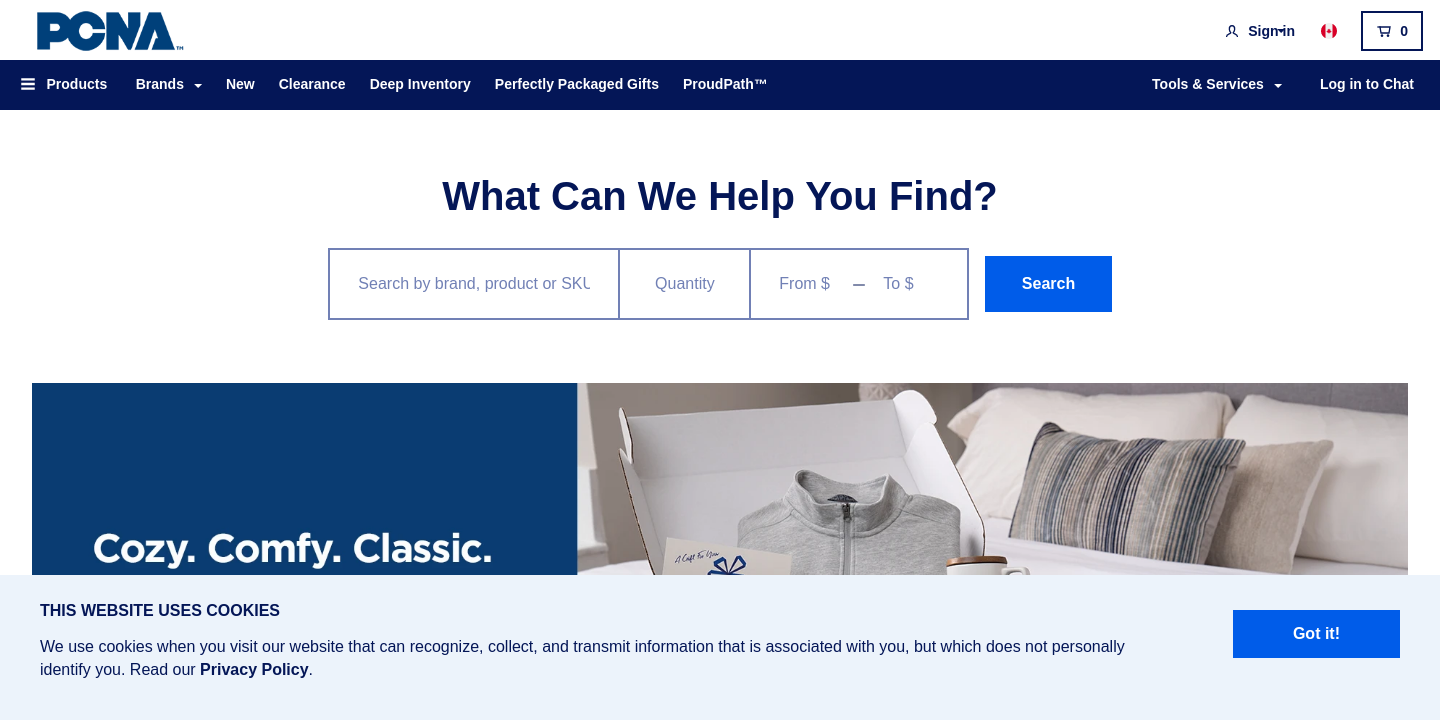 PCNA™
Sign in
0
Products
Brands
New
Clearance
Deep Inventory
Perfectly Packaged Gifts
ProudPath™
Tools & Services
Log in to Chat
What Can We Help You Find?
Search by brand, product or SKU
Quantity
From $
–
To $
Search
Cozy. Comfy. Classic.
A Gift For You
THIS WEBSITE USES COOKIES
We use cookies when you visit our website that can recognize, collect, and transmit information that is associated with you, but which does not personally
identify you. Read our Privacy Policy.
Got it!